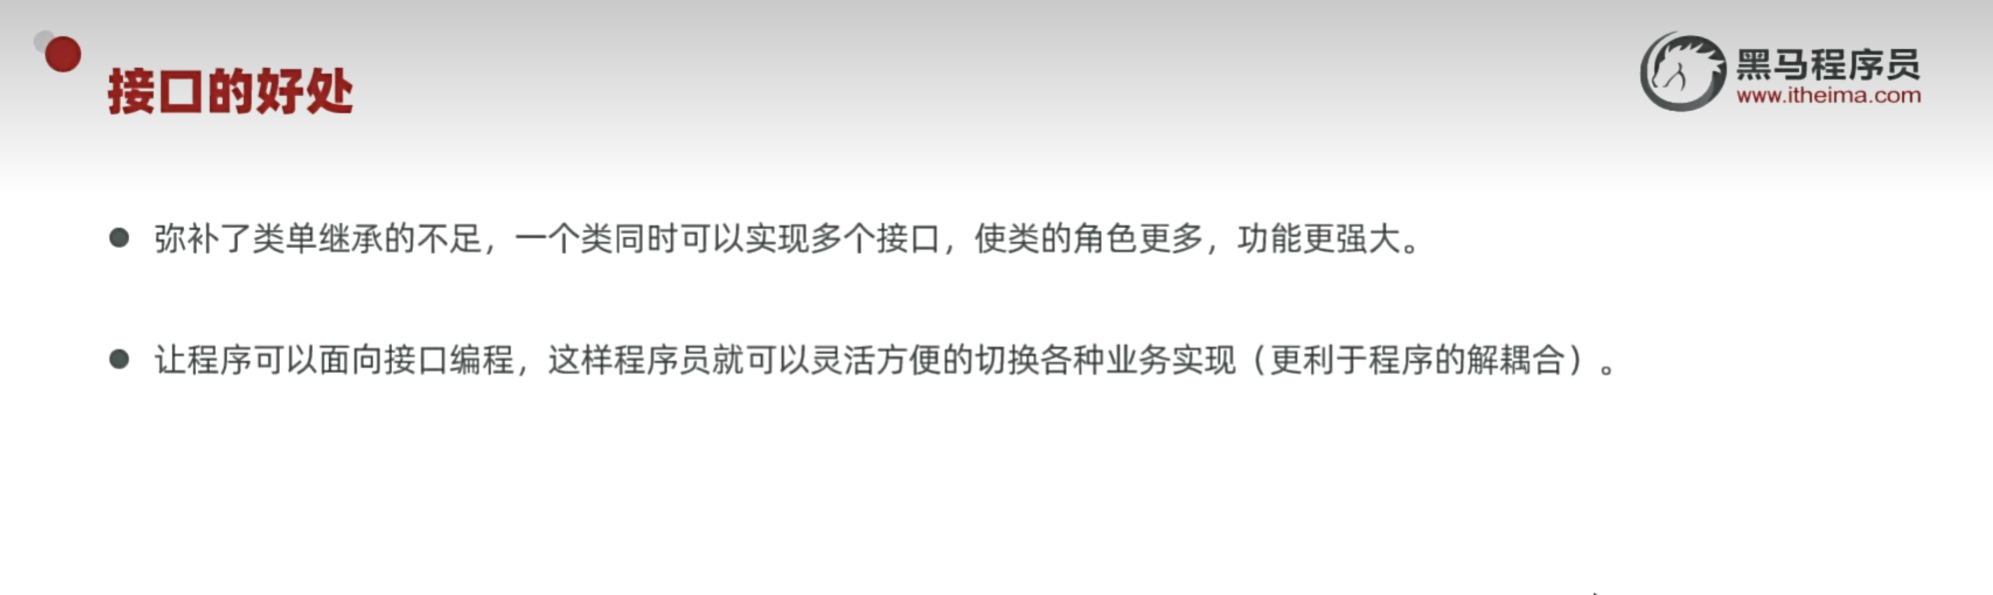 接口的好处
黑马程序员
www.itheima.com
弥补了类单继承的不足，一个类同时可以实现多个接口，使类的角色更多，功能更强大。
让程序可以面向接口编程，这样程序员就可以灵活方便的切换各种业务实现（更利于程序的解耦合）。